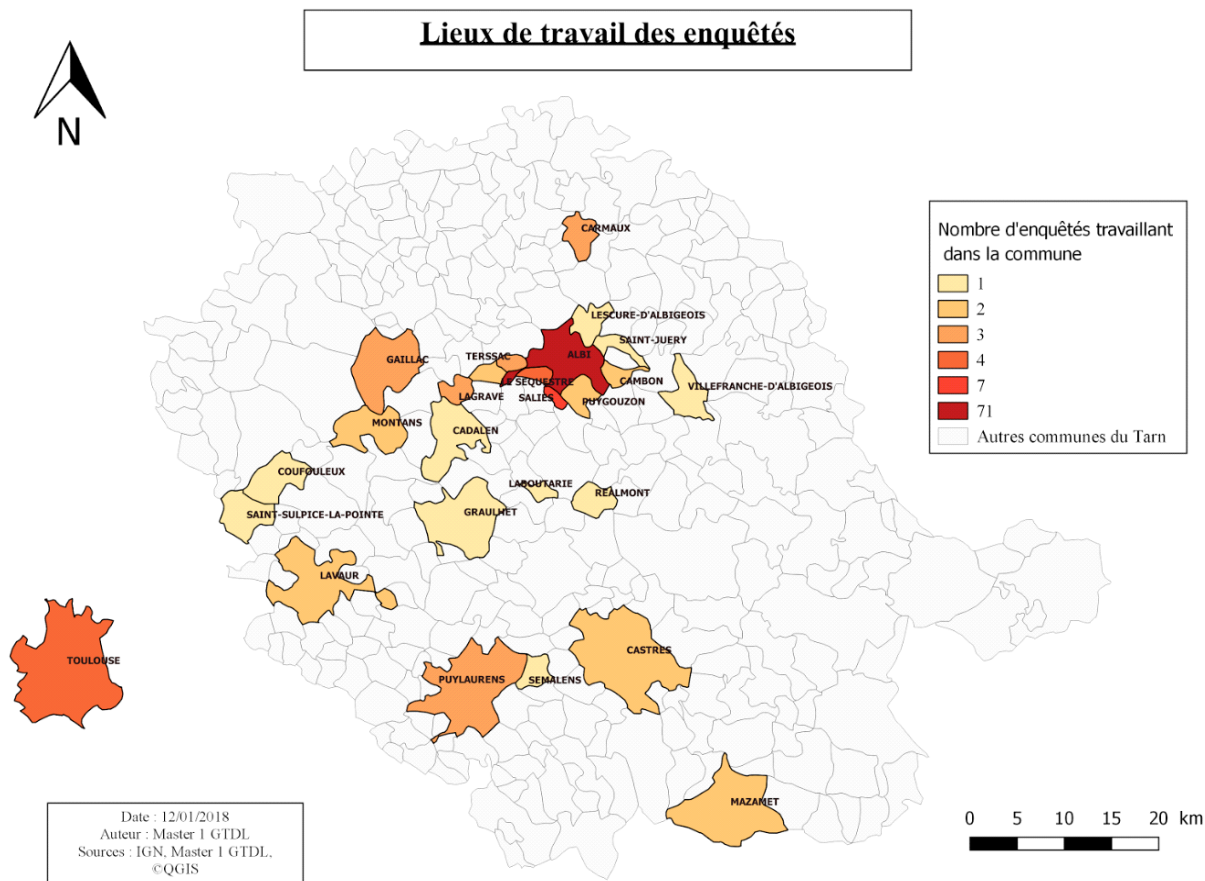 Lieux de travail des enquêtés
N
CARMAUX
LESCURE-D'ALBIGEOIS
SAINT-JUERY
ALBI
TERSSAC
GAILLAC
LE SEQUESTRE
CAMBON
VILLEFRANCHE-D'ALBIGEOIS
LAGRAVE
SALIES
PUYGOUZON
MONTANS
CADALEN
COUFOULEUX
LABOUTARIE
REALMONT
SAINT-SULPICE-LA-POINTE
GRAULHET
LAVAUR
TOULOUSE
CASTRES
PUYLAURENS
SEMALENS
MAZAMET
Nombre d'enquêtés travaillant
dans la commune
1
2
3
4
7
71
Autres communes du Tarn
Date : 12/01/2018
Auteur : Master 1 GTDL
Sources : IGN, Master 1 GTDL,
©QGIS
0 5 10 15 20 km